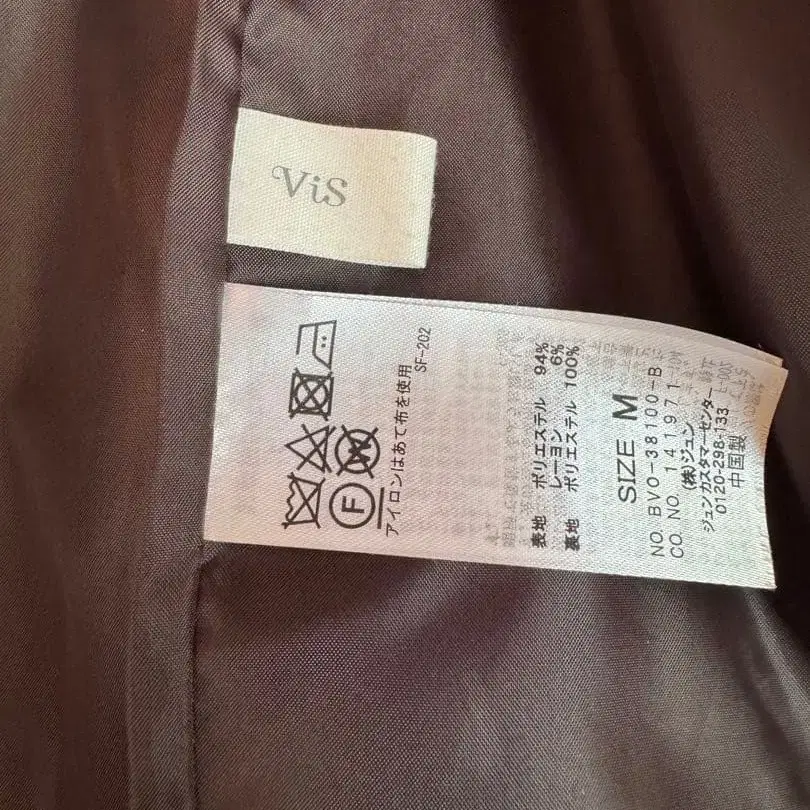 ViS
Ⓕ W
アイロンはあて布を使用
SF-202
表地 ポリエステル 94%
レーヨン 6%
裏地 ポリエステル 100%
SIZE M
NO. BVO-38100-B
CO. NO. 141971
(株)ジュン
ジュンカスタマーセンター
0120-298-133
中国製